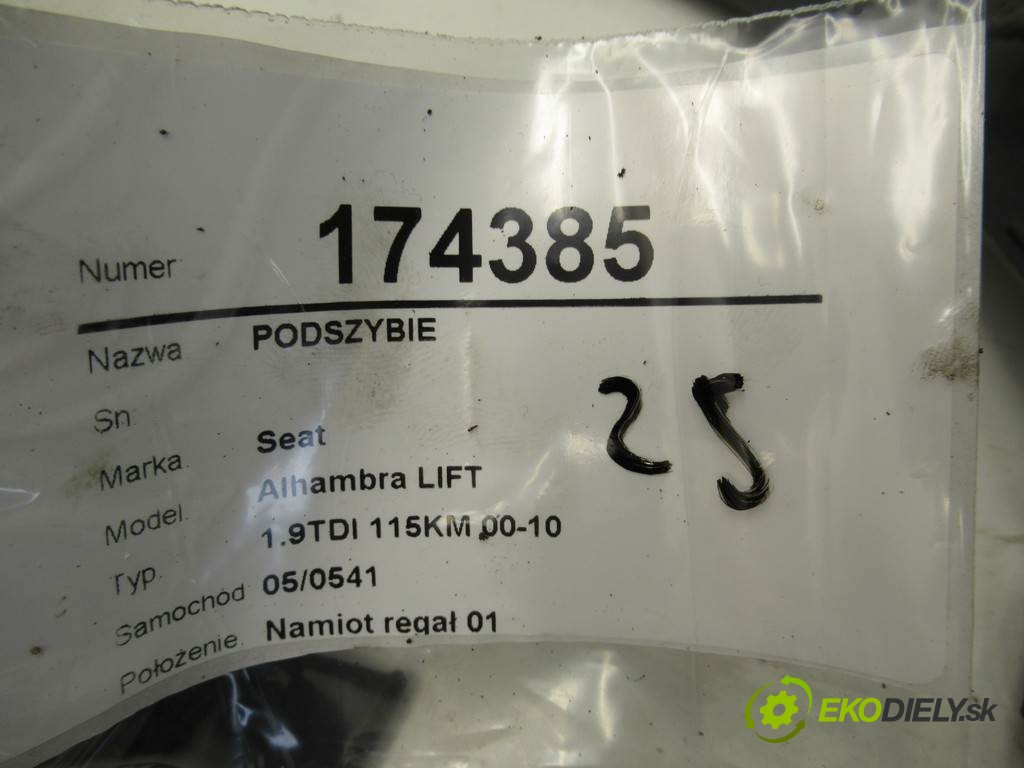 Numer 174385
Nazwa PODSZYBIE
Sn.
Marka. Seat
Model. Alhambra LIFT
Typ. 1.9TDI 115KM 00-10
Samochód 05/0541
Położenie. Namiot regał 01
25
EKODIELY.sk